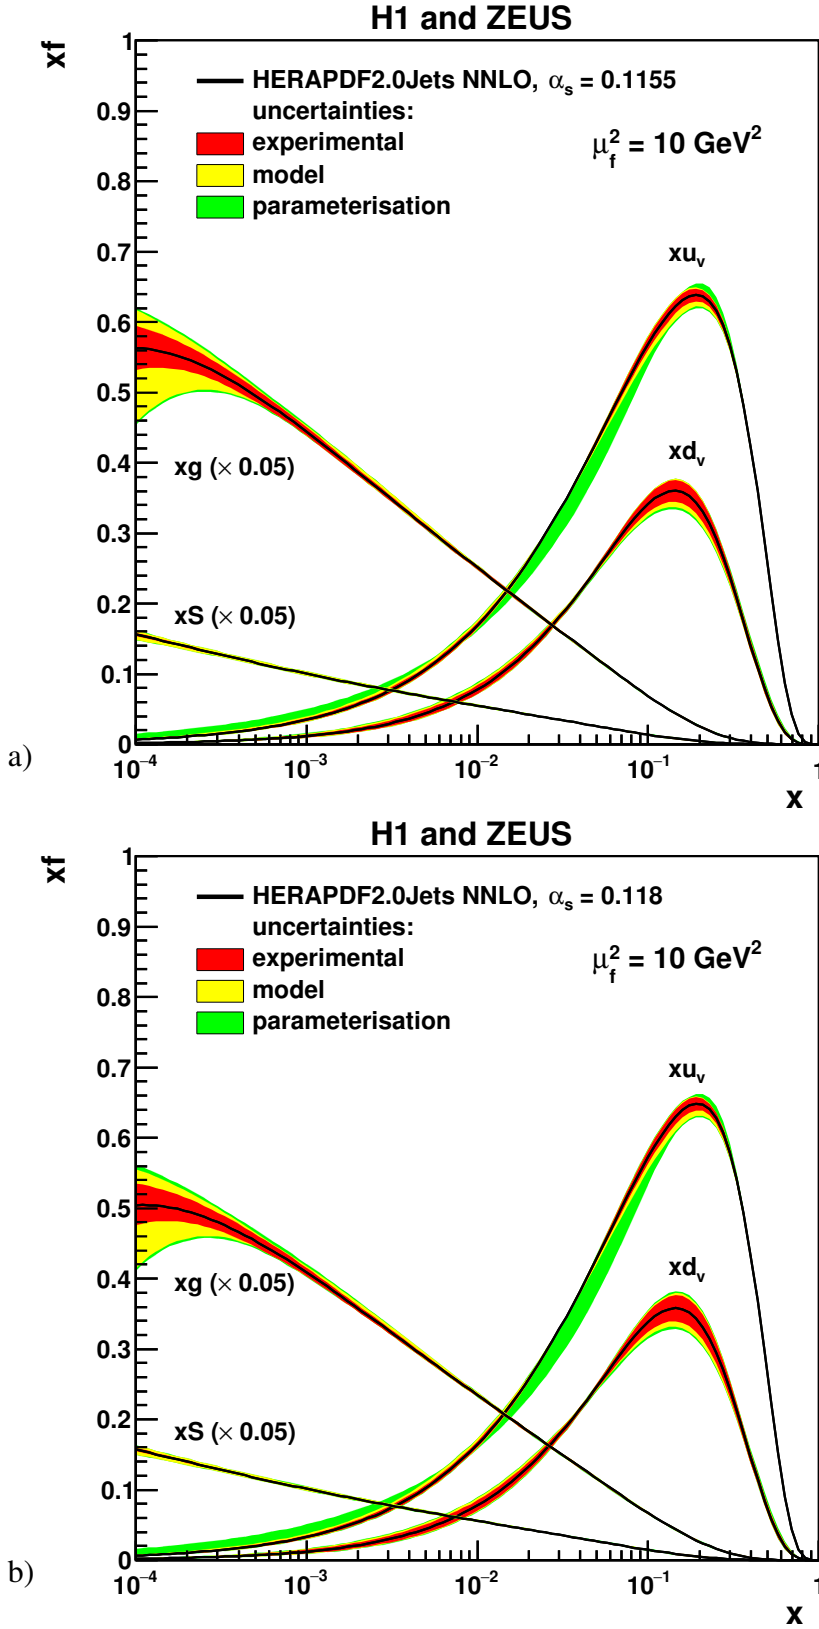 H1 and ZEUS
xf
1
HERAPDF2.0Jets NNLO, αs = 0.1155
uncertainties:
experimental
model
parameterisation
μf² = 10 GeV²
0.9
0.8
0.7
0.6
0.5
0.4
0.3
0.2
0.1
0
xuv
xdv
xg (× 0.05)
xS (× 0.05)
a)
10⁻⁴ 10⁻³ 10⁻² 10⁻¹ 1
x
H1 and ZEUS
xf
1
HERAPDF2.0Jets NNLO, αs = 0.118
uncertainties:
experimental
model
parameterisation
μf² = 10 GeV²
0.9
0.8
0.7
0.6
0.5
0.4
0.3
0.2
0.1
0
xuv
xdv
xg (× 0.05)
xS (× 0.05)
b)
10⁻⁴ 10⁻³ 10⁻² 10⁻¹ 1
x